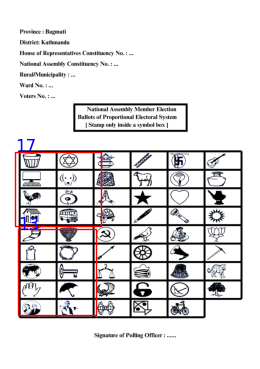 Province : Bagmati
District: Kathmandu
House of Representatives Constituency No. : ...
National Assembly Constituency No. : ...
Rural/Municipality : ...
Ward No. : ...
Voters No. : ...
National Assembly Member Election
Ballots of Proportional Electoral System
[ Stamp only inside a symbol box ]
17
13
Signature of Polling Officer : ......